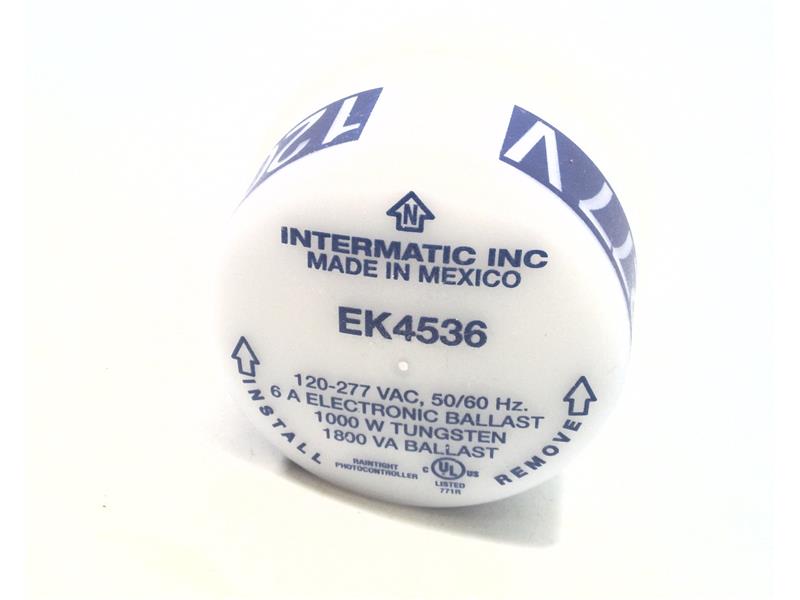 12
V
N
INTERMATIC INC
MADE IN MEXICO
EK4536
120-277 VAC, 50/60 Hz.
6 A ELECTRONIC BALLAST
1000 W TUNGSTEN
1800 VA BALLAST
INSTALL
REMOVE
RAINTIGHT
PHOTOCONTROLLER
C UL US
LISTED
771R